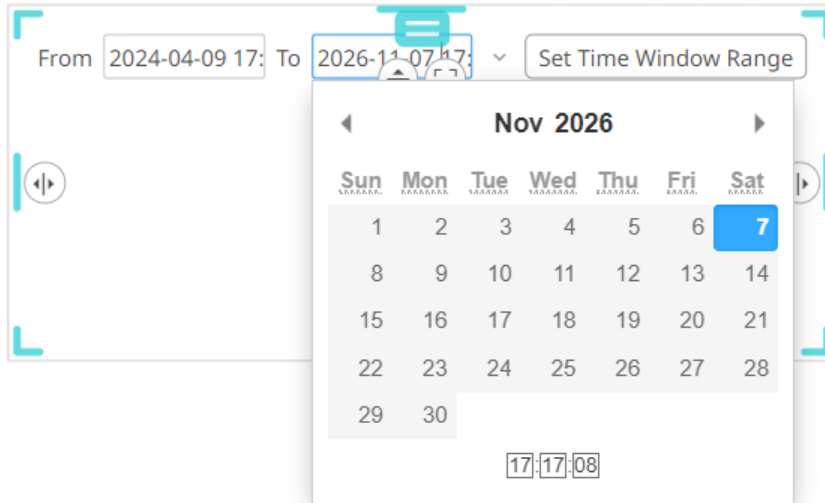 From 2024-04-09 17: To 2026-11-07 17: Set Time Window Range
Nov 2026
Sun Mon Tue Wed Thu Fri Sat
1 2 3 4 5 6 7
8 9 10 11 12 13 14
15 16 17 18 19 20 21
22 23 24 25 26 27 28
29 30
17:17:08